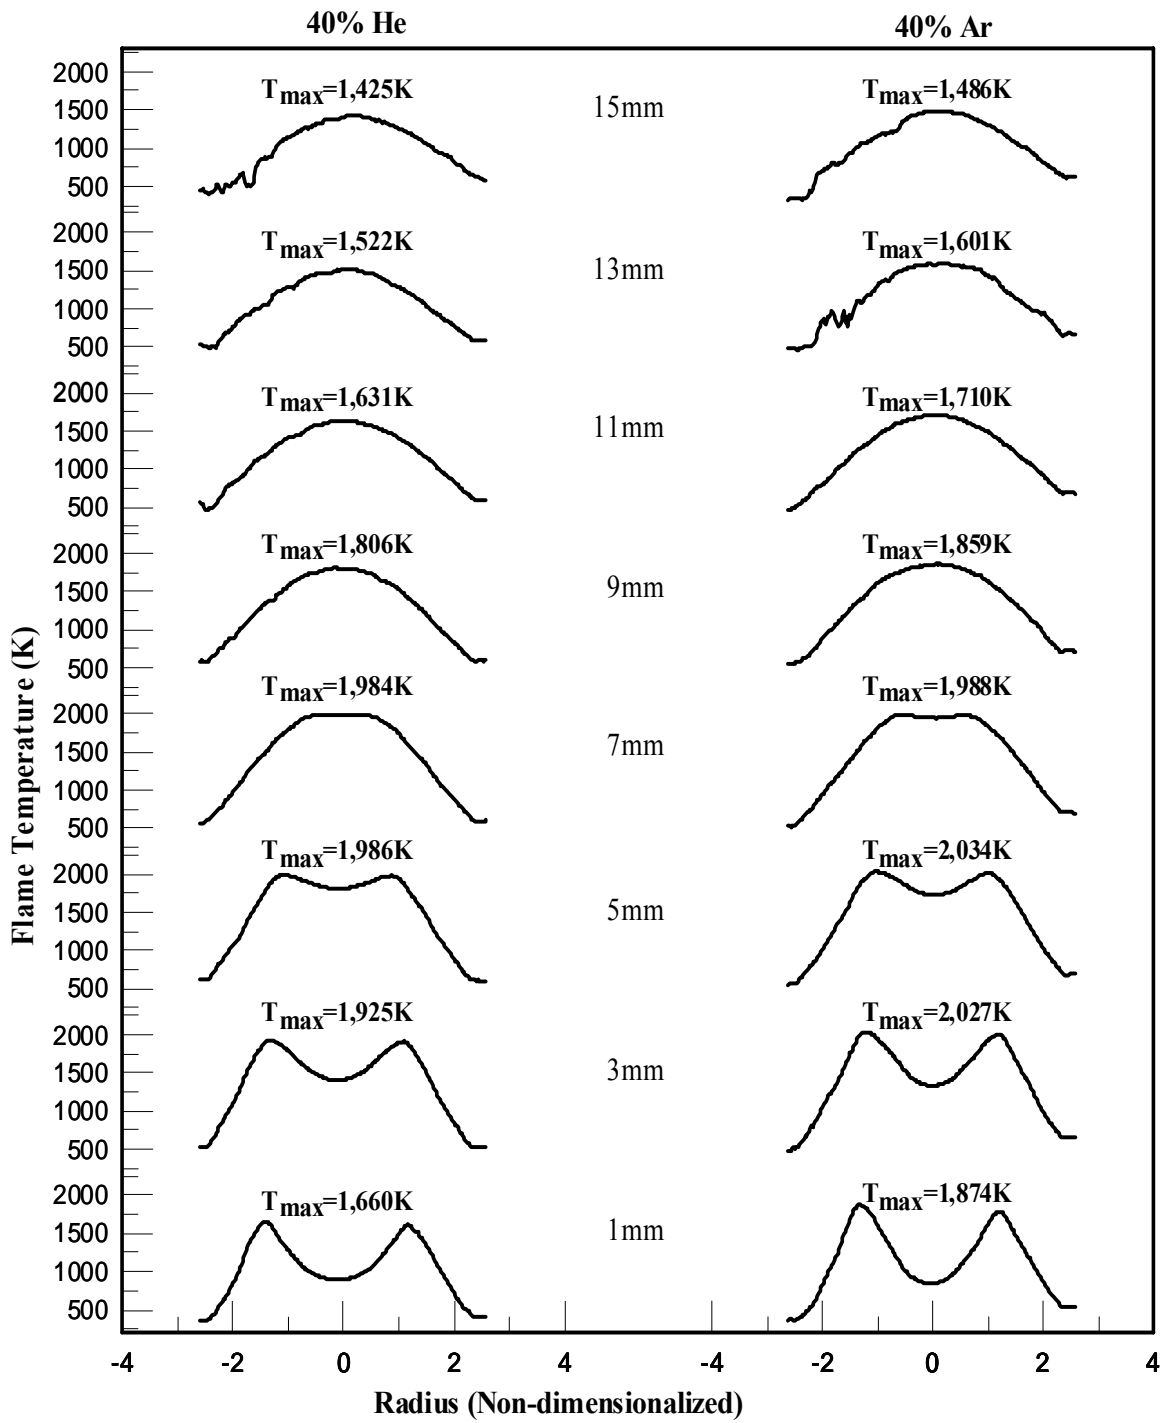 40% He
40% Ar
2000
1500
1000
500
Tmax=1,425K
15mm
Tmax=1,486K
2000
1500
1000
500
Tmax=1,522K
13mm
Tmax=1,601K
2000
1500
1000
500
Tmax=1,631K
11mm
Tmax=1,710K
2000
1500
1000
500
Tmax=1,806K
9mm
Tmax=1,859K
2000
1500
1000
500
Tmax=1,984K
7mm
Tmax=1,988K
2000
1500
1000
500
Tmax=1,986K
5mm
Tmax=2,034K
2000
1500
1000
500
Tmax=1,925K
3mm
Tmax=2,027K
2000
1500
1000
500
Tmax=1,660K
1mm
Tmax=1,874K
Flame Temperature (K)
-4 -2 0 2 4 -4 -2 0 2 4
Radius (Non-dimensionalized)